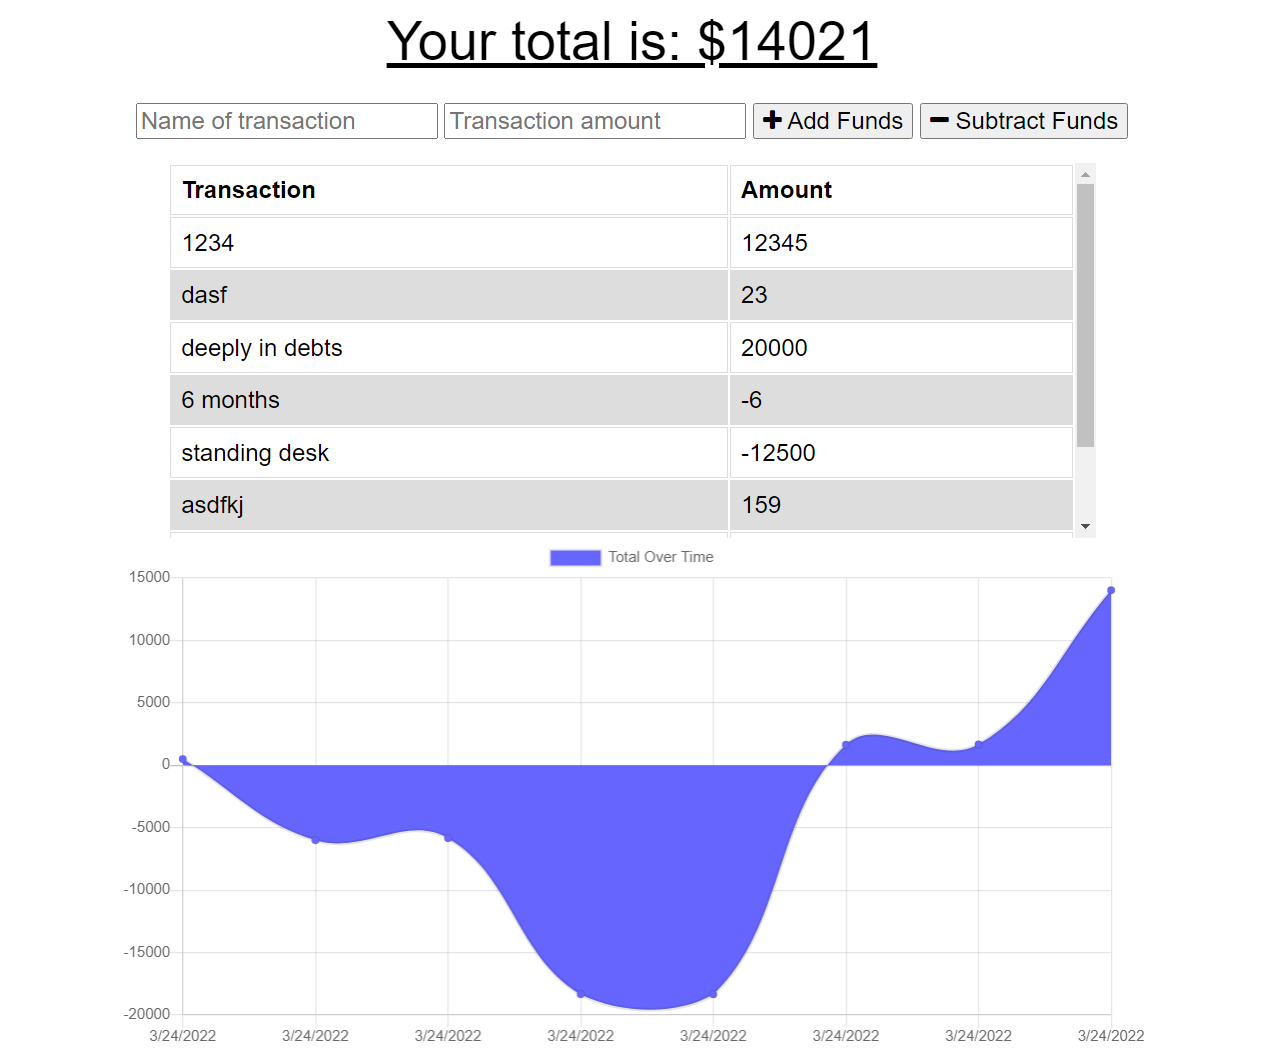 Your total is: $14021
Name of transaction Transaction amount Add Funds Subtract Funds
Transaction Amount
1234 12345
dasf 23
deeply in debts 20000
6 months -6
standing desk -12500
asdfkj 159
Total Over Time
15000
10000
5000
0
-5000
-10000
-15000
-20000
3/24/2022 3/24/2022 3/24/2022 3/24/2022 3/24/2022 3/24/2022 3/24/2022 3/24/2022